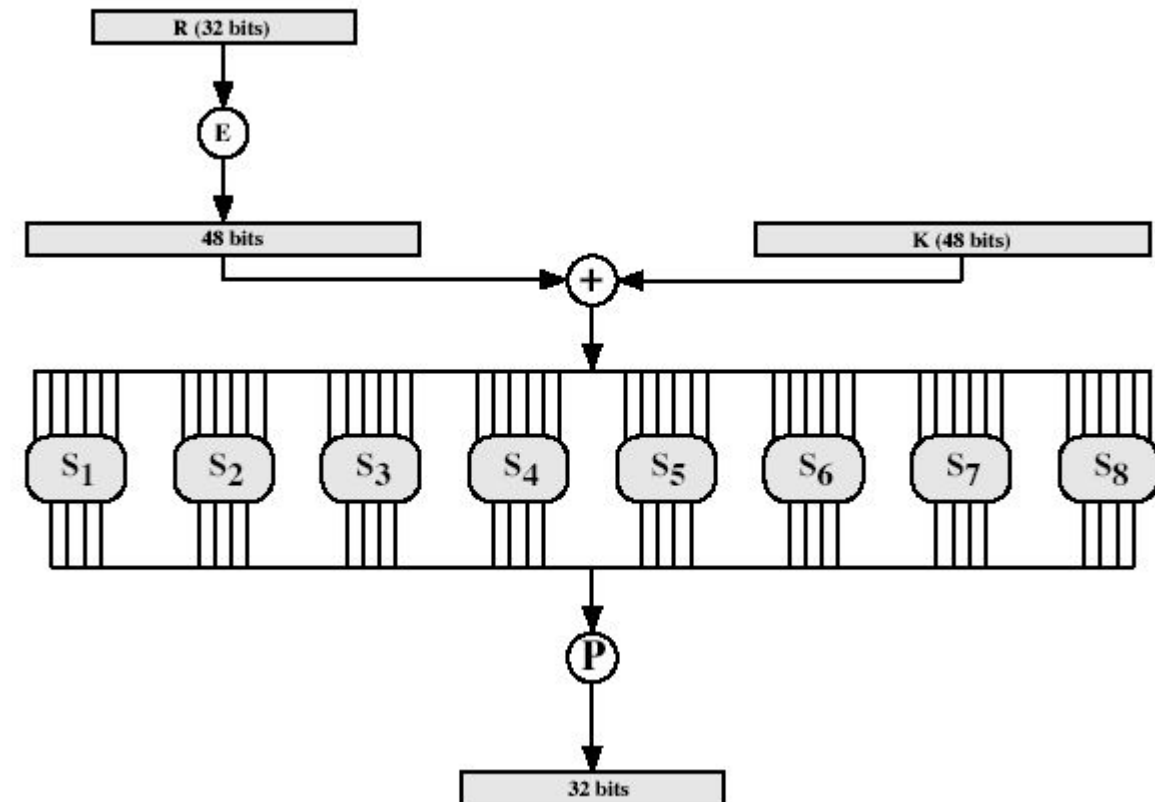 R (32 bits)
E
48 bits
K (48 bits)
+
S1 S2 S3 S4 S5 S6 S7 S8
P
32 bits